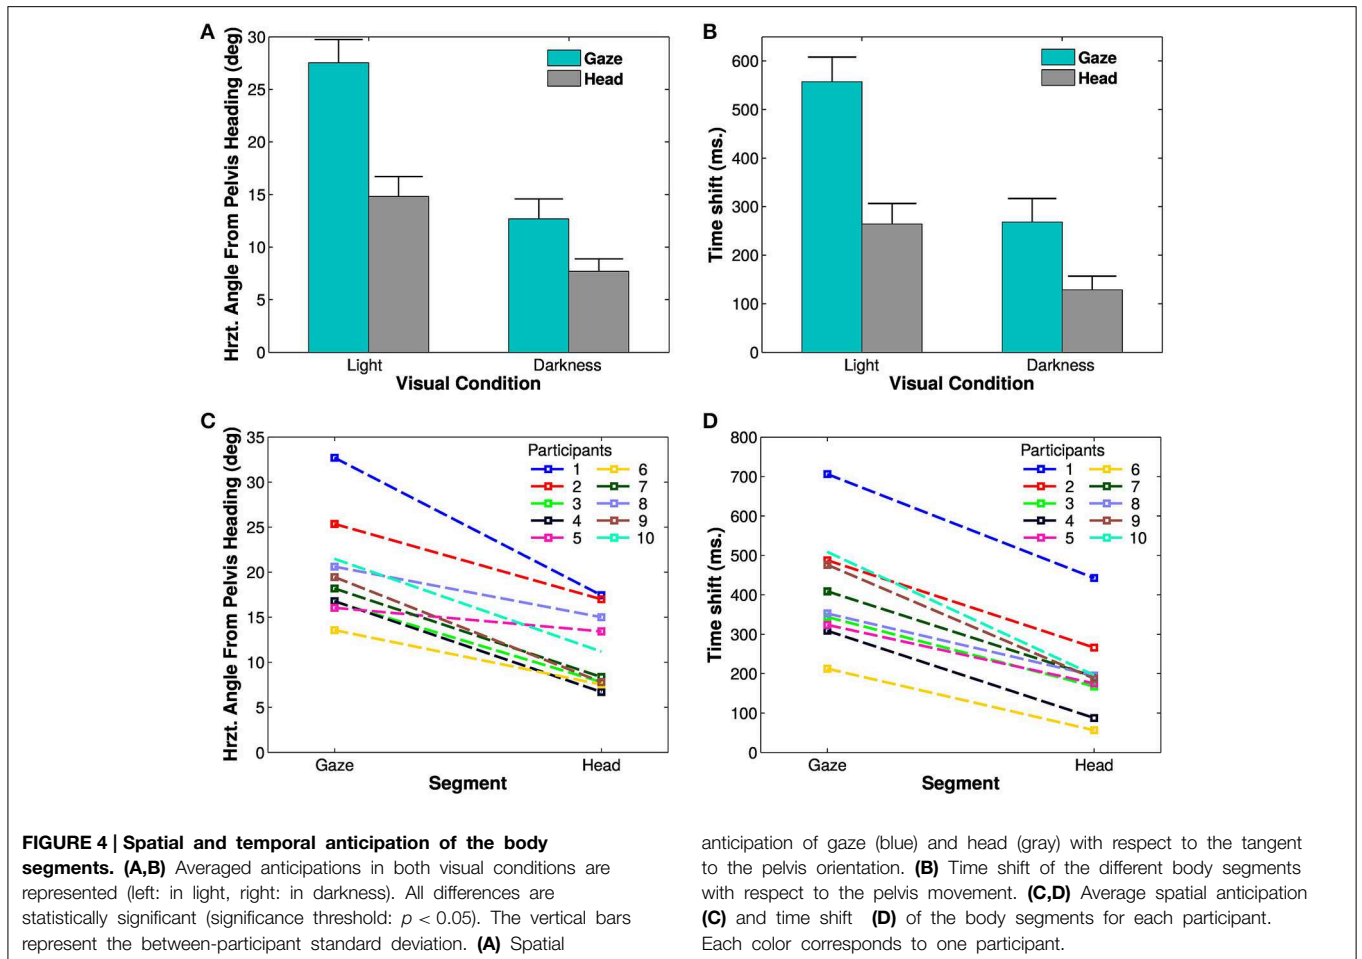 A
30
25
20
15
10
5
0
Hrzt. Angle From Pelvis Heading (deg)
Gaze
Head
Light
Darkness
Visual Condition
B
600
500
400
300
200
100
0
Time shift (ms.)
Gaze
Head
Light
Darkness
Visual Condition
C
35
30
25
20
15
10
5
0
Hrzt. Angle From Pelvis Heading (deg)
Participants
1 6
2 7
3 8
4 9
5 10
Gaze
Head
Segment
D
800
700
600
500
400
300
200
100
0
Time shift (ms.)
Participants
1 6
2 7
3 8
4 9
5 10
Gaze
Head
Segment
FIGURE 4 | Spatial and temporal anticipation of the body
segments. (A,B) Averaged anticipations in both visual conditions are
represented (left: in light, right: in darkness). All differences are
statistically significant (significance threshold: p < 0.05). The vertical bars
represent the between-participant standard deviation. (A) Spatial
anticipation of gaze (blue) and head (gray) with respect to the tangent
to the pelvis orientation. (B) Time shift of the different body segments
with respect to the pelvis movement. (C,D) Average spatial anticipation
(C) and time shift (D) of the body segments for each participant.
Each color corresponds to one participant.